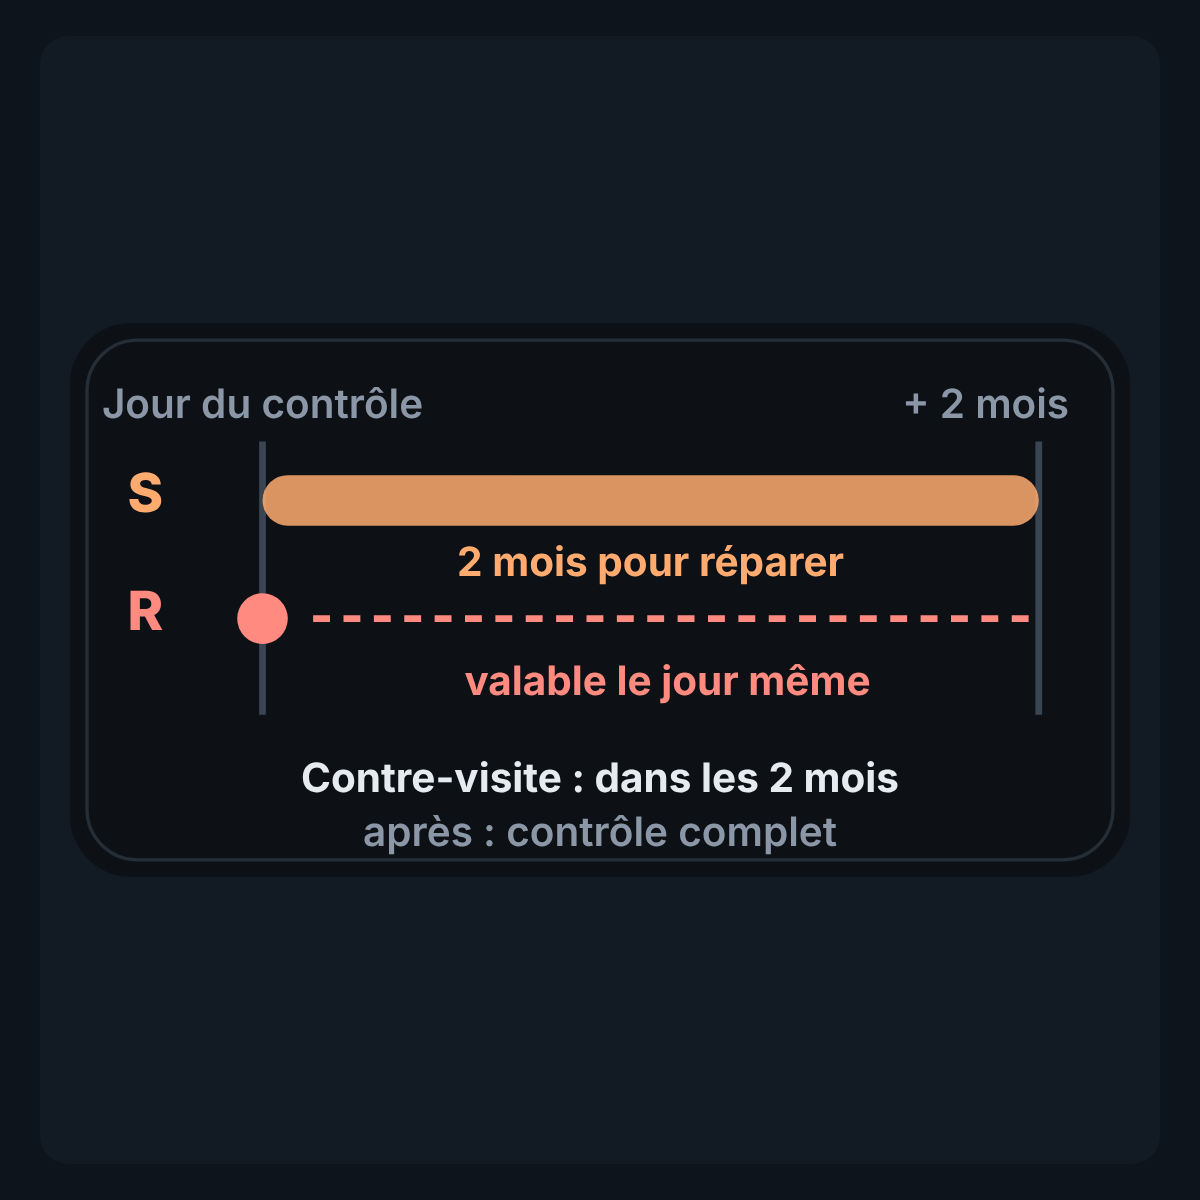 Jour du contrôle
+ 2 mois
S
2 mois pour réparer
R
valable le jour même
Contre-visite : dans les 2 mois
après : contrôle complet